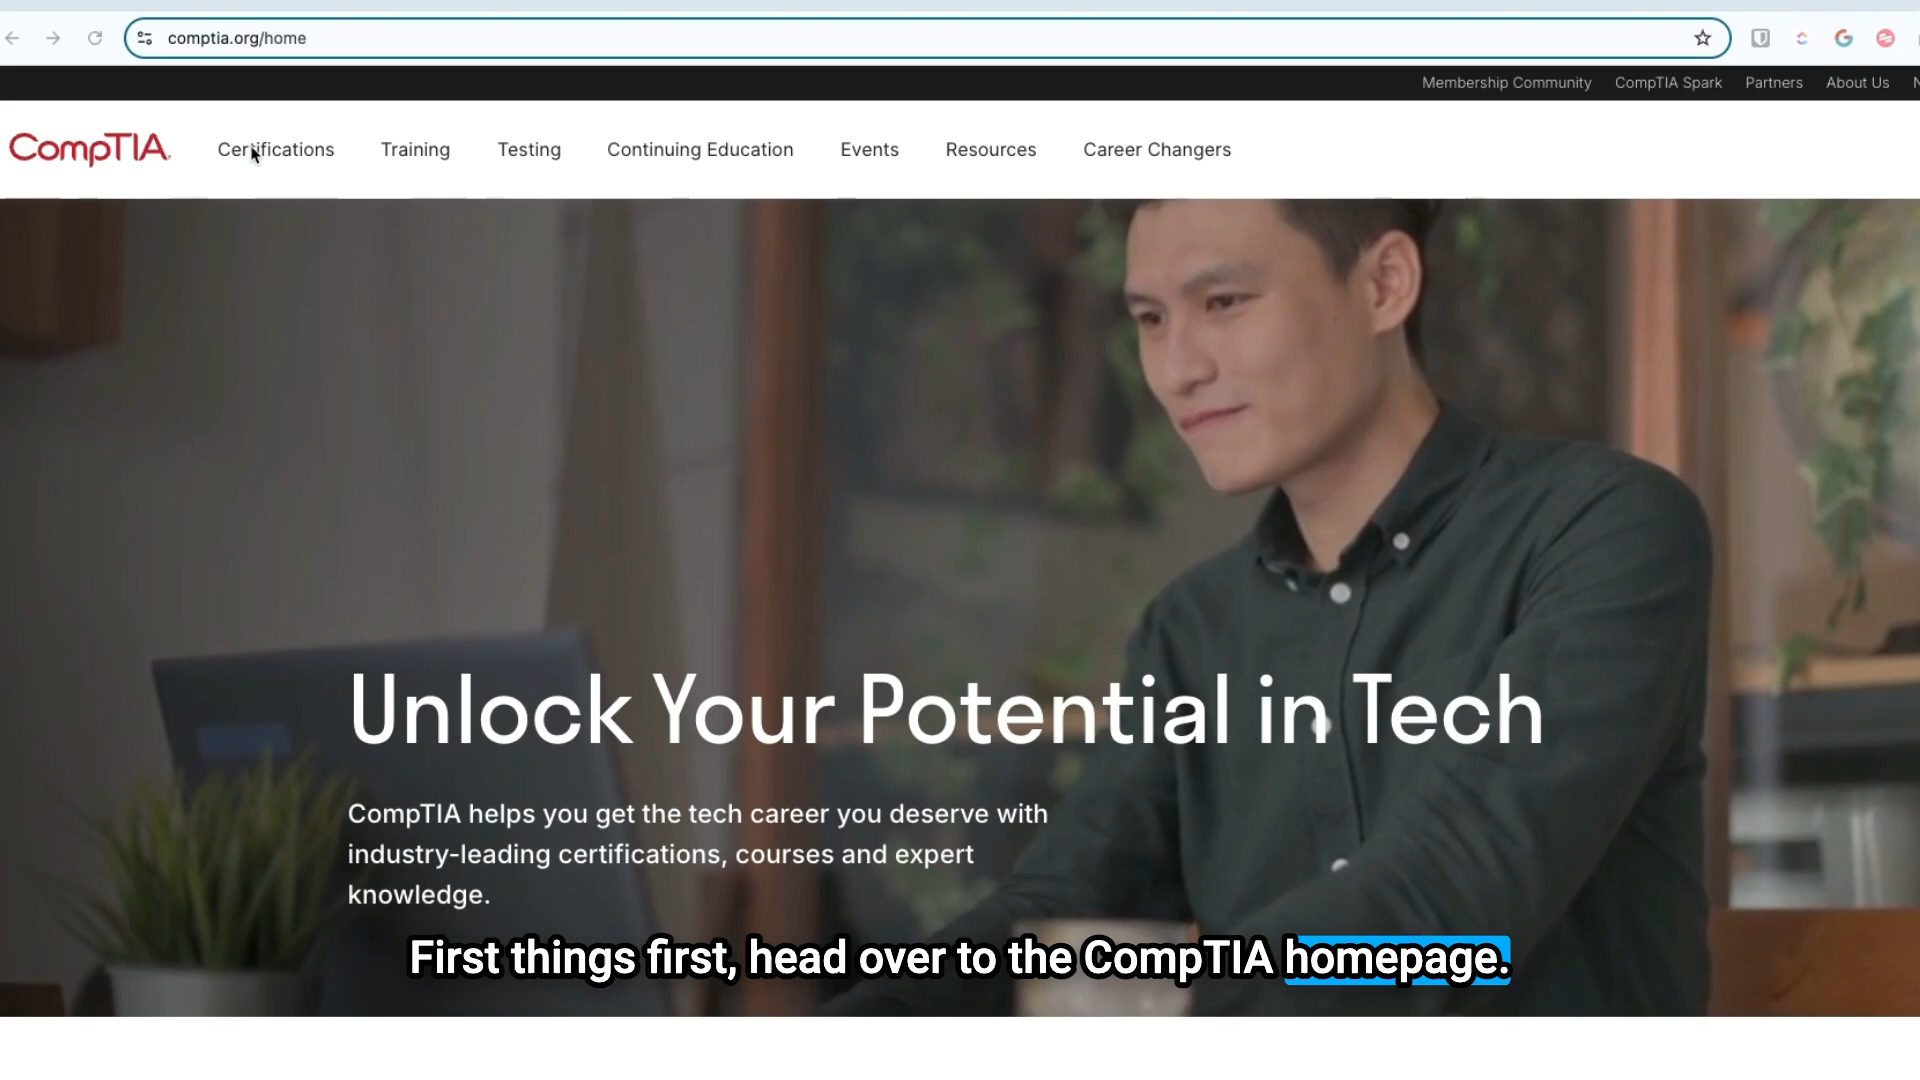 comptia.org/home
Membership Community CompTIA Spark Partners About Us N
CompTIA. Certifications Training Testing Continuing Education Events Resources Career Changers
Unlock Your Potential in Tech
CompTIA helps you get the tech career you deserve with
industry-leading certifications, courses and expert
knowledge.
First things first, head over to the CompTIA homepage.